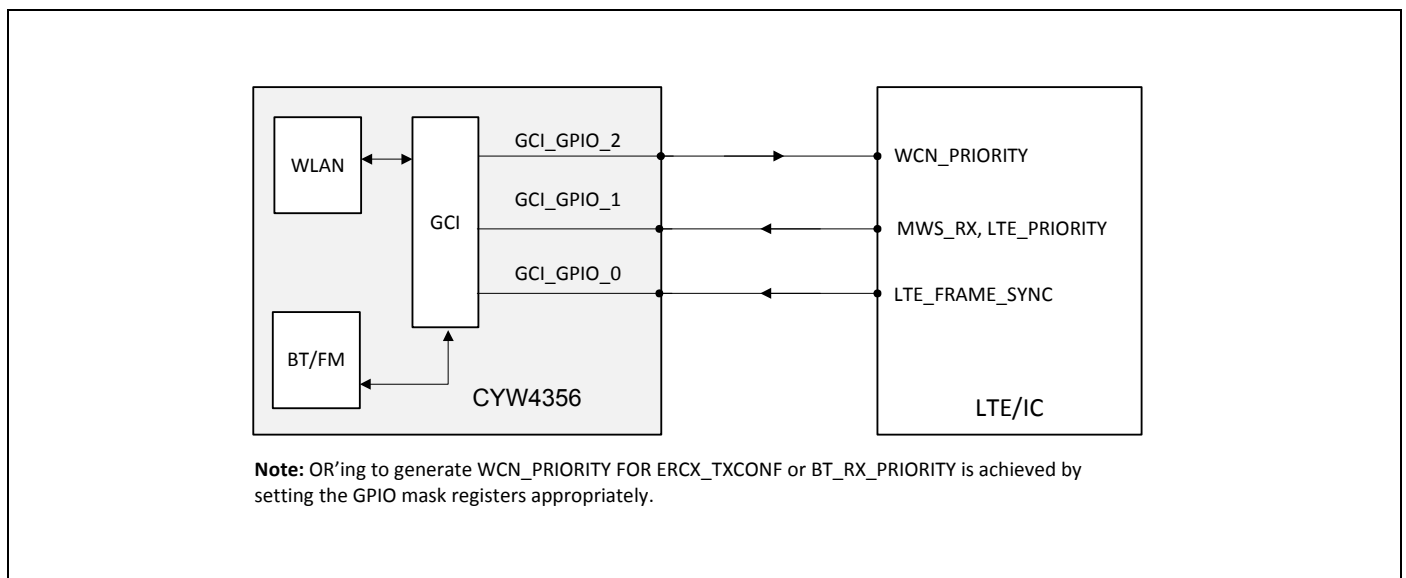 GCI_GPIO_2
WCN_PRIORITY
WLAN
GCI_GPIO_1
GCI
MWS_RX, LTE_PRIORITY
GCI_GPIO_0
LTE_FRAME_SYNC
BT/FM
CYW4356
LTE/IC
Note: OR’ing to generate WCN_PRIORITY FOR ERCX_TXCONF or BT_RX_PRIORITY is achieved by
setting the GPIO mask registers appropriately.